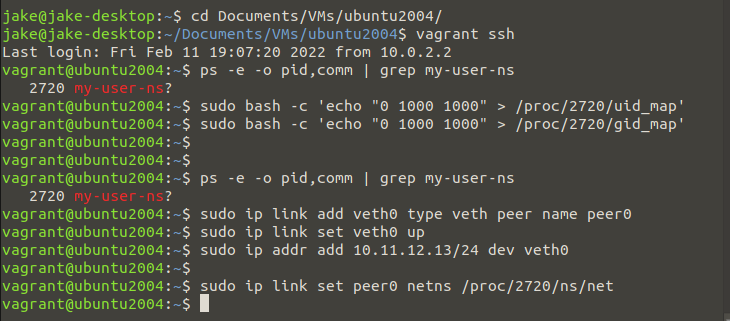 jake@jake-desktop:~$ cd Documents/VMs/ubuntu2004/
jake@jake-desktop:~/Documents/VMs/ubuntu2004$ vagrant ssh
Last login: Fri Feb 11 19:07:20 2022 from 10.0.2.2
vagrant@ubuntu2004:~$ ps -e -o pid,comm | grep my-user-ns
   2720 my-user-ns?
vagrant@ubuntu2004:~$ sudo bash -c 'echo "0 1000 1000" > /proc/2720/uid_map'
vagrant@ubuntu2004:~$ sudo bash -c 'echo "0 1000 1000" > /proc/2720/gid_map'
vagrant@ubuntu2004:~$
vagrant@ubuntu2004:~$
vagrant@ubuntu2004:~$ ps -e -o pid,comm | grep my-user-ns
   2720 my-user-ns?
vagrant@ubuntu2004:~$ sudo ip link add veth0 type veth peer name peer0
vagrant@ubuntu2004:~$ sudo ip link set veth0 up
vagrant@ubuntu2004:~$ sudo ip addr add 10.11.12.13/24 dev veth0
vagrant@ubuntu2004:~$
vagrant@ubuntu2004:~$ sudo ip link set peer0 netns /proc/2720/ns/net
vagrant@ubuntu2004:~$